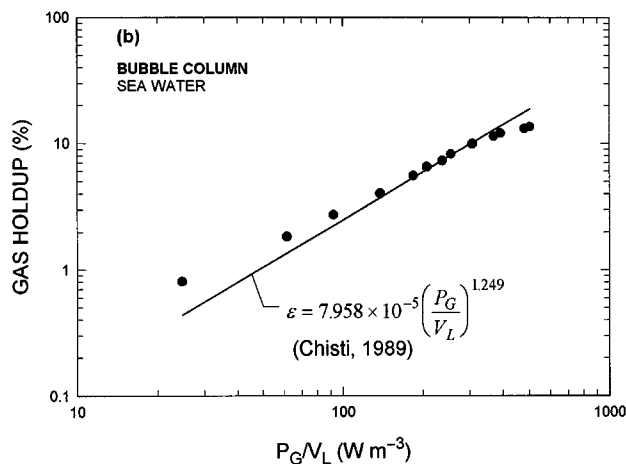 (b)
BUBBLE COLUMN
SEA WATER
GAS HOLDUP (%)
100
10
1
0.1
ε = 7.958 × 10⁻⁵ (P_G/V_L)^1.249
(Chisti, 1989)
10
100
1000
P_G/V_L (W m⁻³)